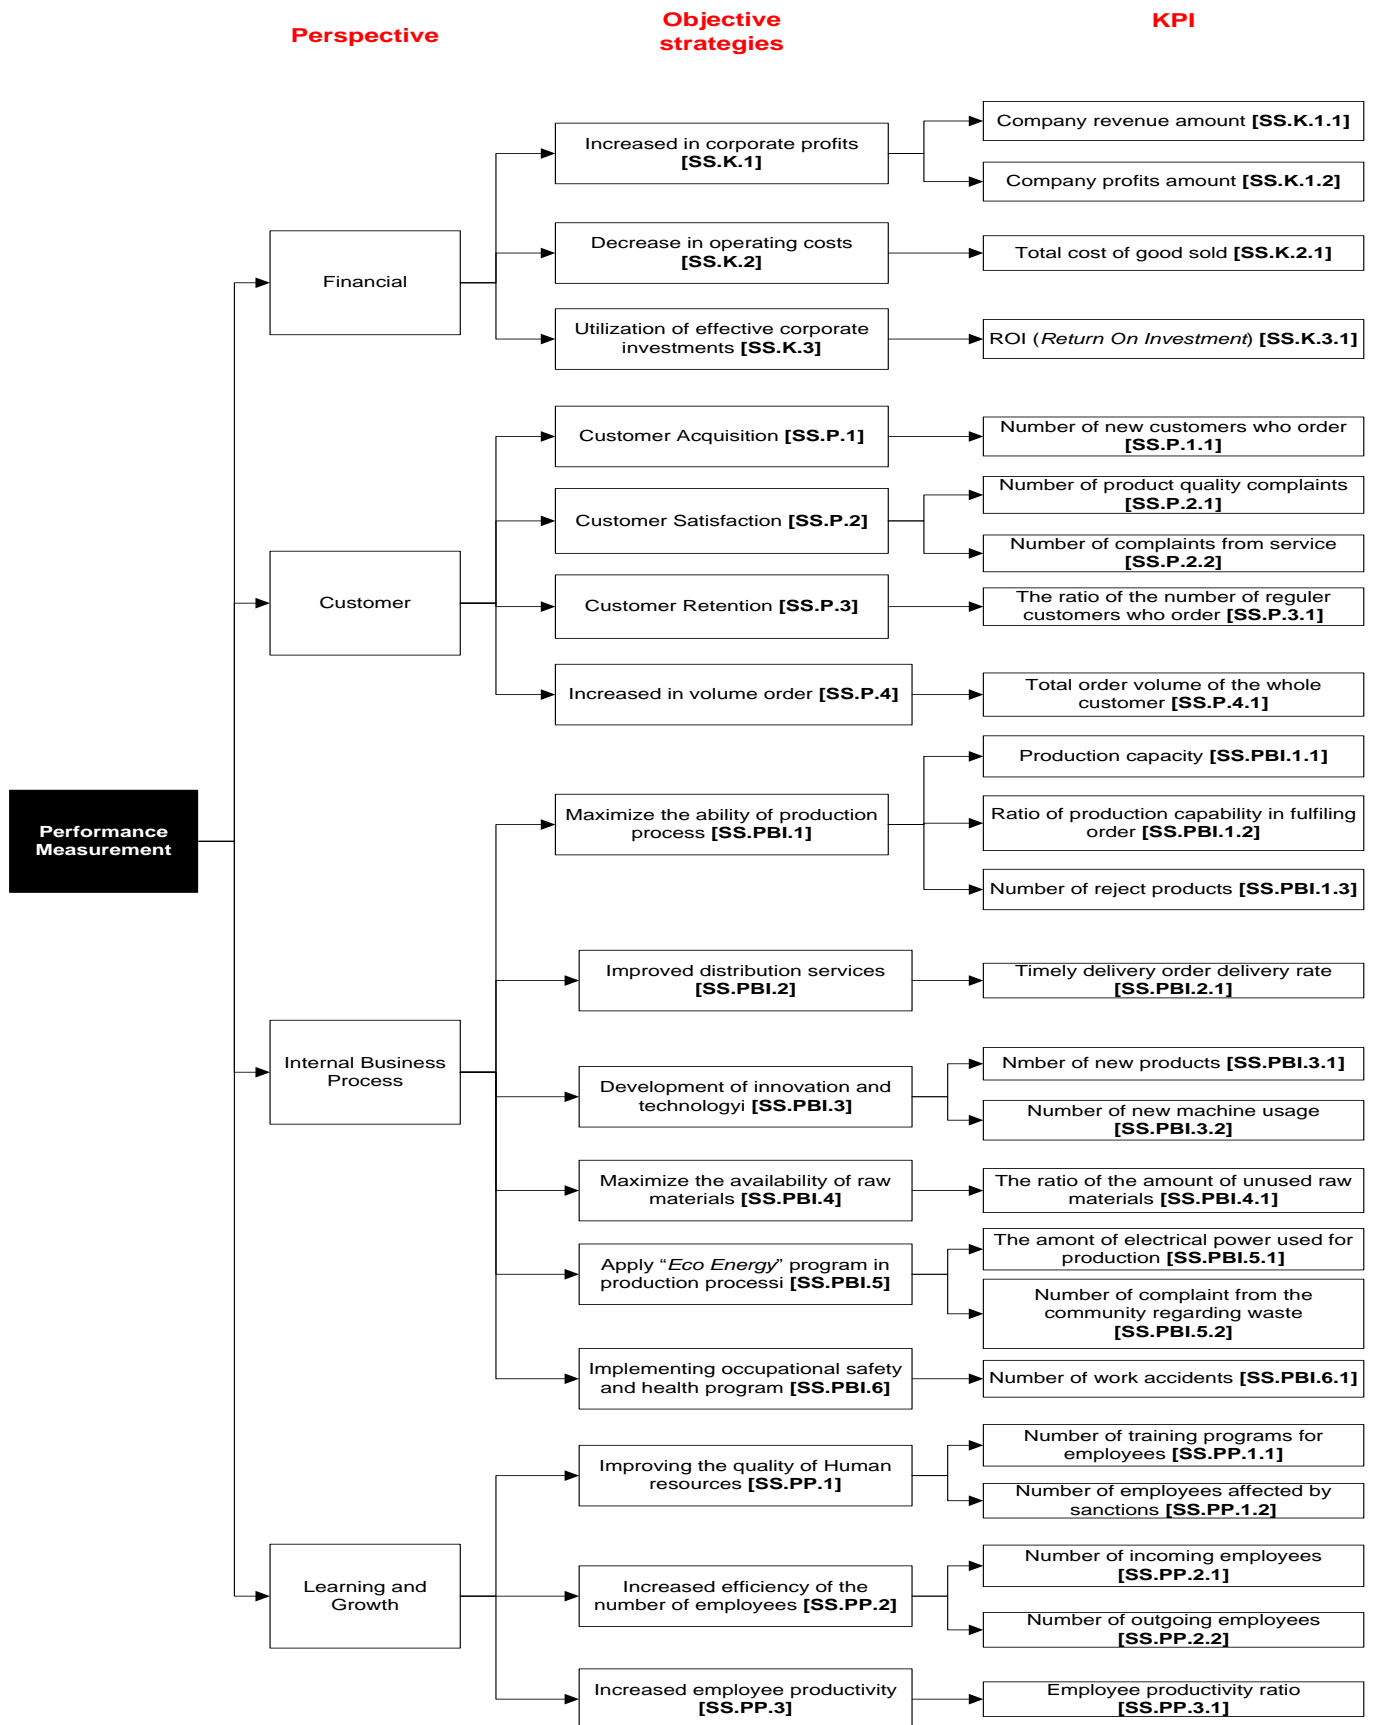 Perspective
Objective
strategies
KPI
Performance
Measurement
Financial
Increased in corporate profits
[SS.K.1]
Company revenue amount [SS.K.1.1]
Company profits amount [SS.K.1.2]
Decrease in operating costs
[SS.K.2]
Total cost of good sold [SS.K.2.1]
Utilization of effective corporate
investments [SS.K.3]
ROI (Return On Investment) [SS.K.3.1]
Customer
Customer Acquisition [SS.P.1]
Number of new customers who order
[SS.P.1.1]
Customer Satisfaction [SS.P.2]
Number of product quality complaints
[SS.P.2.1]
Number of complaints from service
[SS.P.2.2]
Customer Retention [SS.P.3]
The ratio of the number of reguler
customers who order [SS.P.3.1]
Increased in volume order [SS.P.4]
Total order volume of the whole
customer [SS.P.4.1]
Internal Business
Process
Maximize the ability of production
process [SS.PBI.1]
Production capacity [SS.PBI.1.1]
Ratio of production capability in fulfiling
order [SS.PBI.1.2]
Number of reject products [SS.PBI.1.3]
Improved distribution services
[SS.PBI.2]
Timely delivery order delivery rate
[SS.PBI.2.1]
Development of innovation and
technologyi [SS.PBI.3]
Nmber of new products [SS.PBI.3.1]
Number of new machine usage
[SS.PBI.3.2]
Maximize the availability of raw
materials [SS.PBI.4]
The ratio of the amount of unused raw
materials [SS.PBI.4.1]
Apply “Eco Energy” program in
production processi [SS.PBI.5]
The amont of electrical power used for
production [SS.PBI.5.1]
Number of complaint from the
community regarding waste
[SS.PBI.5.2]
Implementing occupational safety
and health program [SS.PBI.6]
Number of work accidents [SS.PBI.6.1]
Learning and
Growth
Improving the quality of Human
resources [SS.PP.1]
Number of training programs for
employees [SS.PP.1.1]
Number of employees affected by
sanctions [SS.PP.1.2]
Increased efficiency of the
number of employees [SS.PP.2]
Number of incoming employees
[SS.PP.2.1]
Number of outgoing employees
[SS.PP.2.2]
Increased employee productivity
[SS.PP.3]
Employee productivity ratio
[SS.PP.3.1]